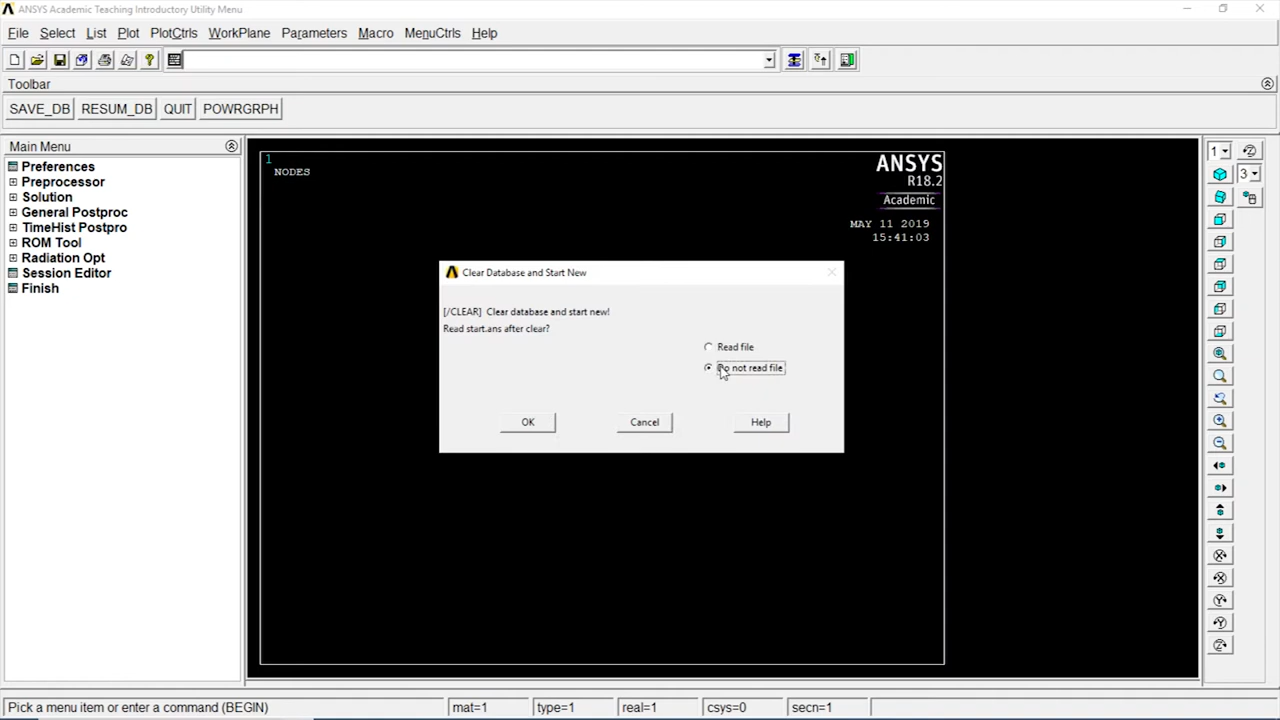 ANSYS Academic Teaching Introductory Utility Menu
File Select List Plot PlotCtrls WorkPlane Parameters Macro MenuCtrls Help
Toolbar
SAVE_DB RESUM_DB QUIT POWRGRPH
Main Menu
Preferences
Preprocessor
Solution
General Postproc
TimeHist Postpro
ROM Tool
Radiation Opt
Session Editor
Finish
1
NODES
ANSYS
R18.2
Academic
MAY 11 2019
15:41:03
Clear Database and Start New
[/CLEAR] Clear database and start new!
Read start.ans after clear?
Read file
Do not read file
OK Cancel Help
1
3
Pick a menu item or enter a command (BEGIN) mat=1 type=1 real=1 csys=0 secn=1